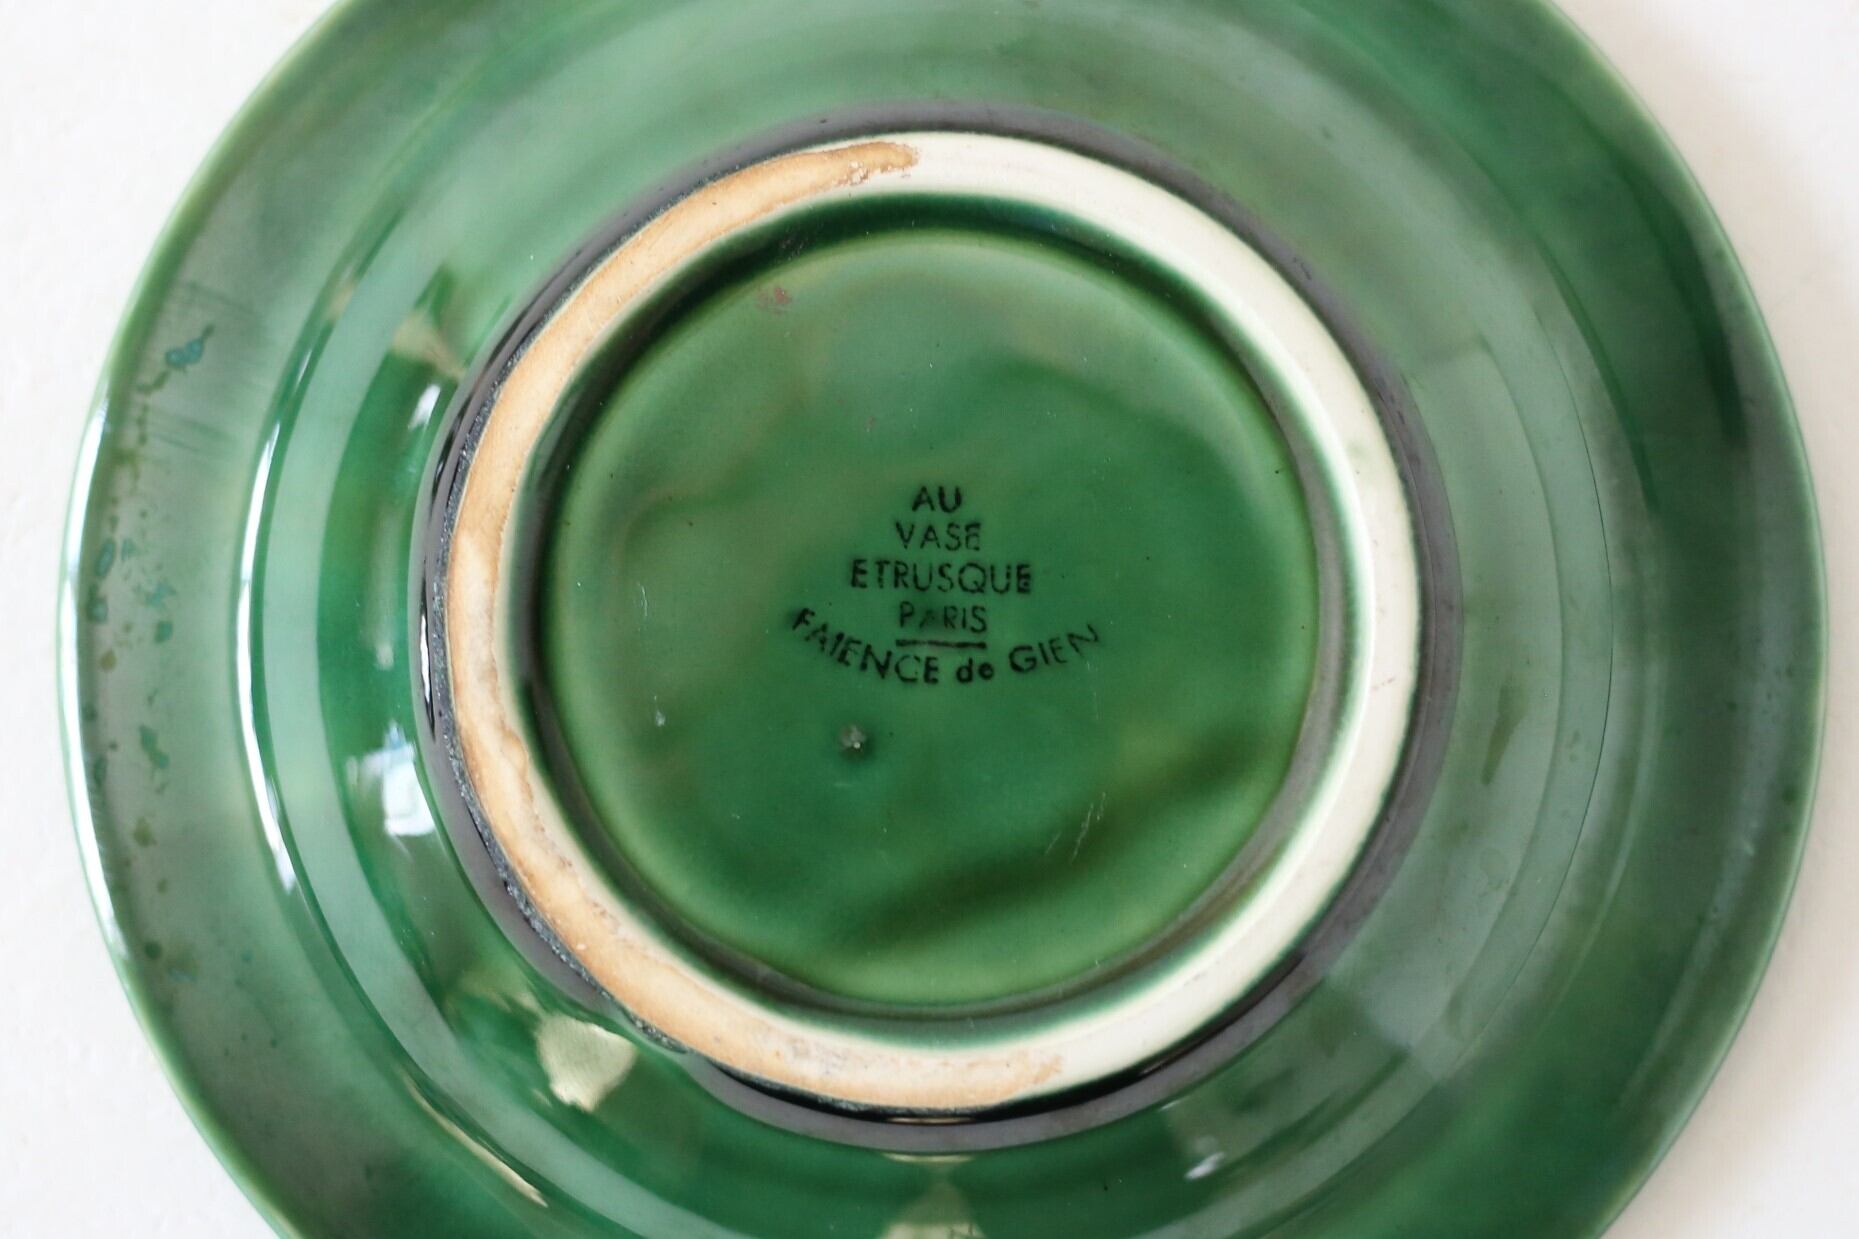 AU
VASE
ETRUSQUE
PARIS
FAIENCE de GIEN